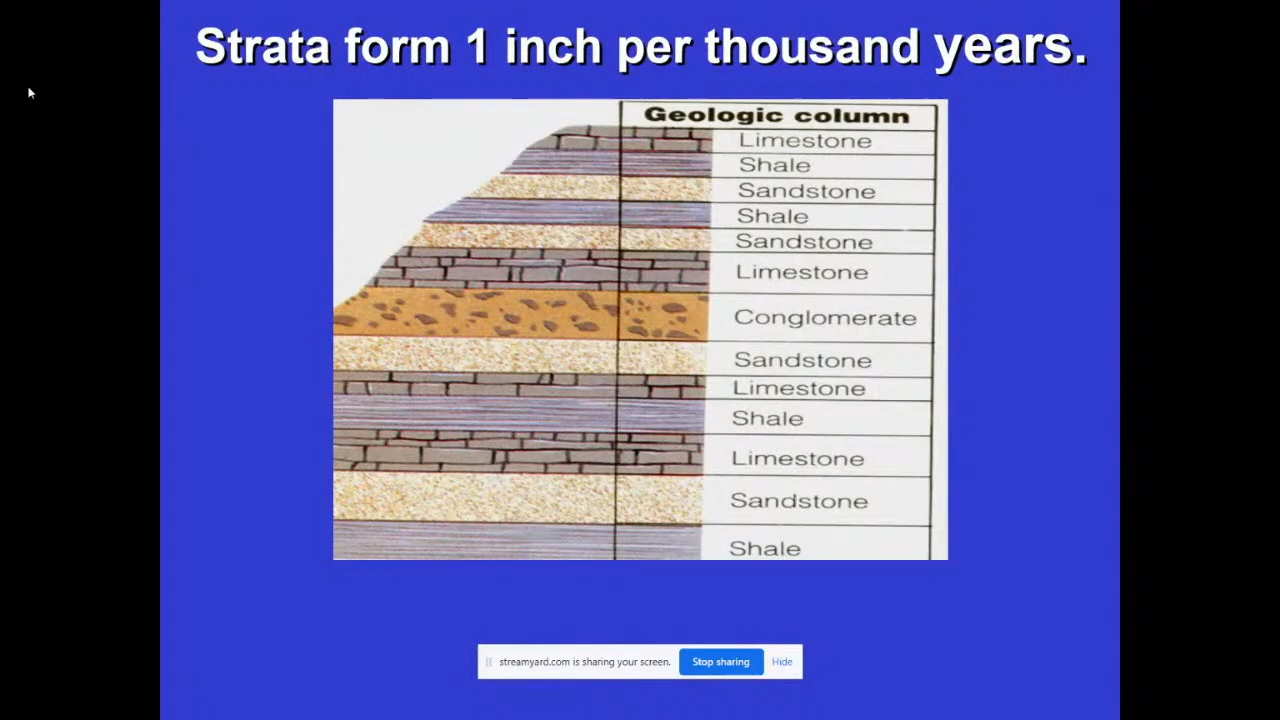 Strata form 1 inch per thousand years.
Geologic column
Limestone
Shale
Sandstone
Shale
Sandstone
Limestone
Conglomerate
Sandstone
Limestone
Shale
Limestone
Sandstone
Shale
streamyard.com is sharing your screen. Stop sharing Hide